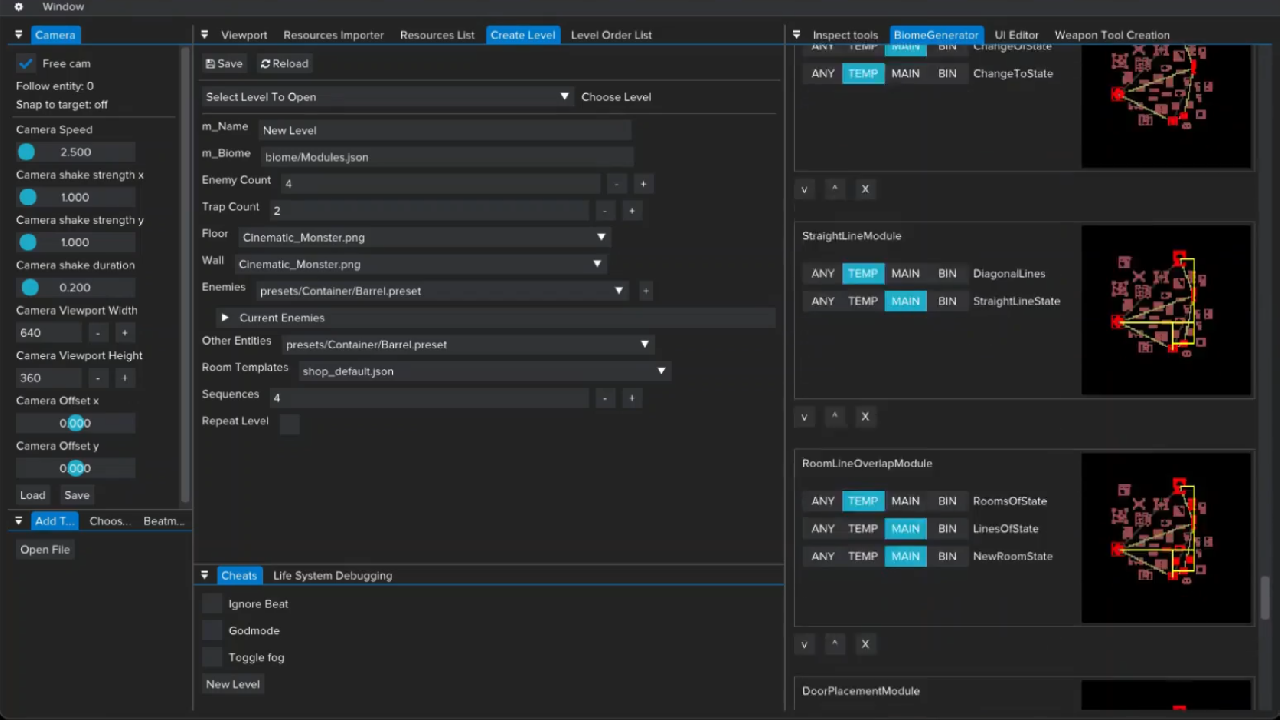 Window
Camera
Free cam
Follow entity: 0
Snap to target: off
Camera Speed
2.500
Camera shake strength x
1.000
Camera shake strength y
1.000
Camera shake duration
0.200
Camera Viewport Width
640 - +
Camera Viewport Height
360 - +
Camera Offset x
0.000
Camera Offset y
0.000
Load Save
Add T... Choos... Beatm...
Open File
Viewport Resources Importer Resources List Create Level Level Order List
Save Reload
Select Level To Open Choose Level
m_Name New Level
m_Biome biome/Modules.json
Enemy Count 4 - +
Trap Count 2 - +
Floor Cinematic_Monster.png
Wall Cinematic_Monster.png
Enemies presets/Container/Barrel.preset +
Current Enemies
Other Entities presets/Container/Barrel.preset
Room Templates shop_default.json
Sequences 4 - +
Repeat Level
Cheats Life System Debugging
Ignore Beat
Godmode
Toggle fog
New Level
Inspect tools BiomeGenerator UI Editor Weapon Tool Creation
ANY TEMP MAIN BIN ChangeOfState
ANY TEMP MAIN BIN ChangeToState
v ^ X
StraightLineModule
ANY TEMP MAIN BIN DiagonalLines
ANY TEMP MAIN BIN StraightLineState
v ^ X
RoomLineOverlapModule
ANY TEMP MAIN BIN RoomsOfState
ANY TEMP MAIN BIN LinesOfState
ANY TEMP MAIN BIN NewRoomState
v ^ X
DoorPlacementModule